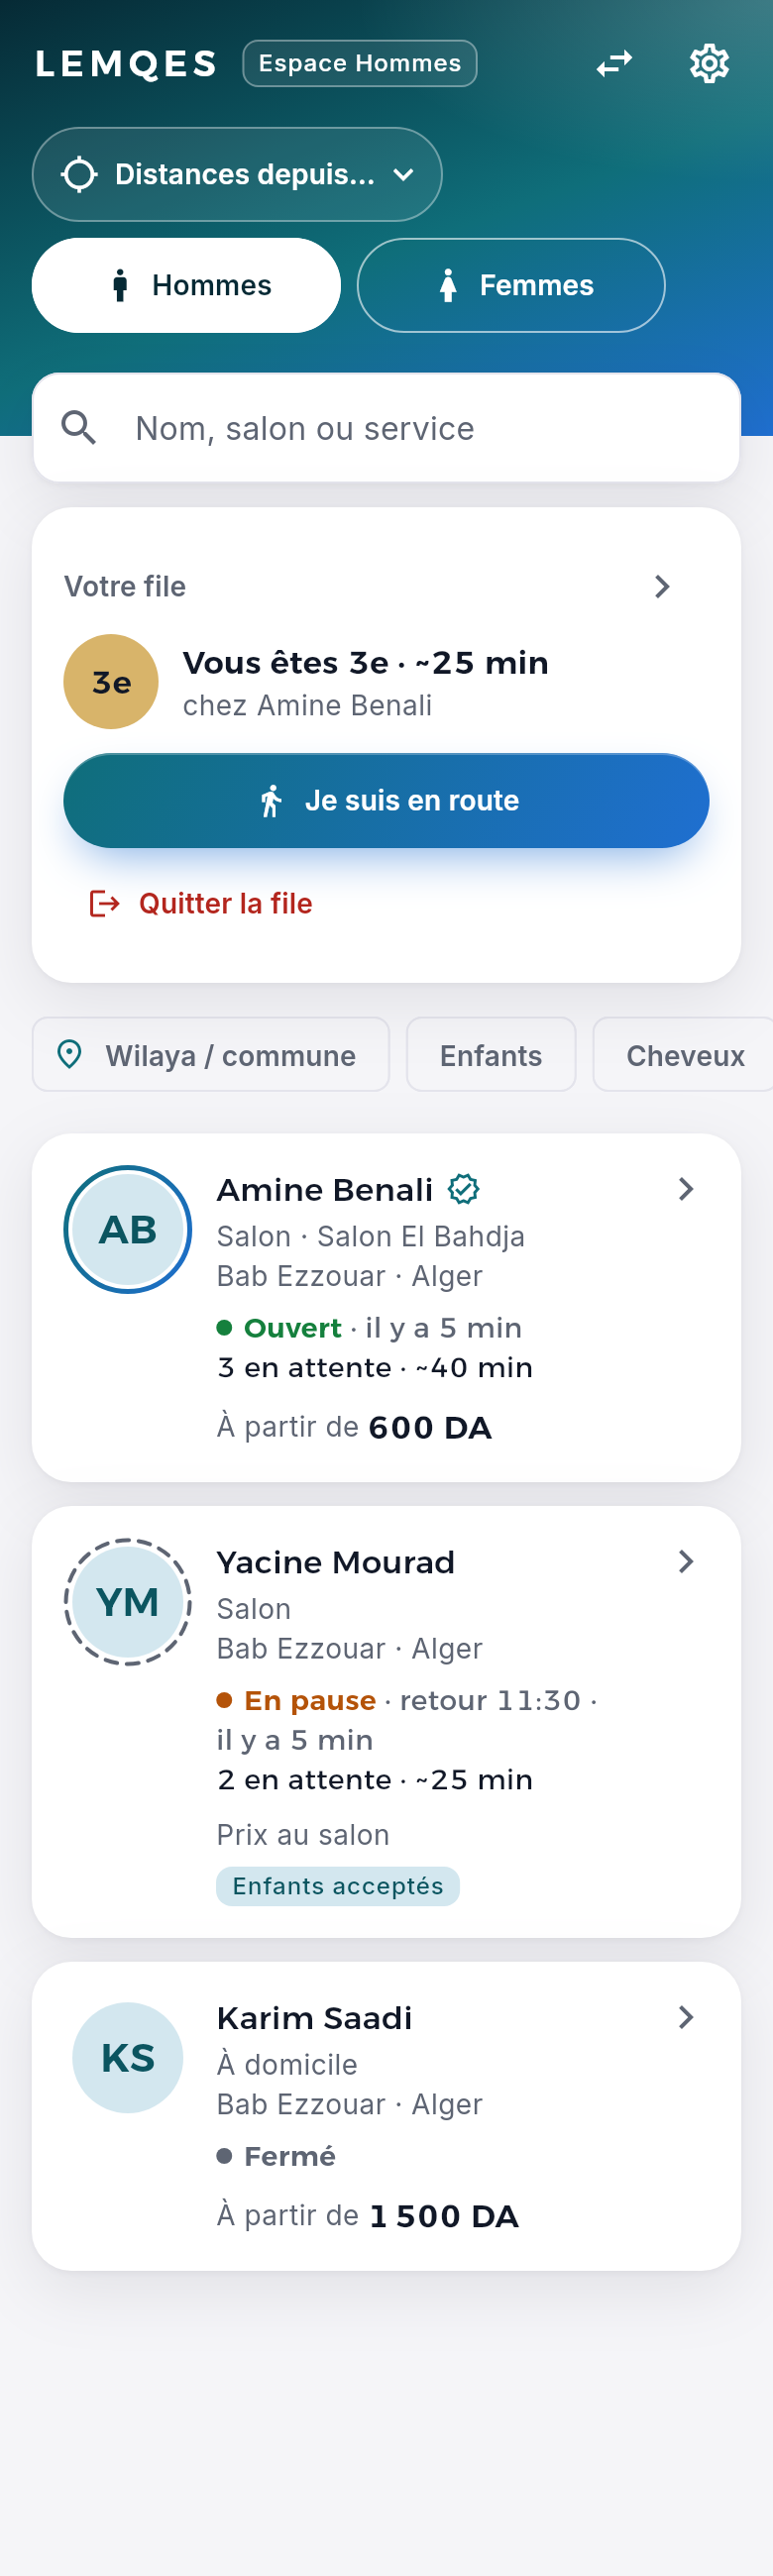 LEMQES
Espace Hommes
Distances depuis...
Hommes
Femmes
Nom, salon ou service
Votre file
3e
Vous êtes 3e · ~25 min
chez Amine Benali
Je suis en route
Quitter la file
Wilaya / commune
Enfants
Cheveux
AB
Amine Benali
Salon · Salon El Bahdja
Bab Ezzouar · Alger
Ouvert · il y a 5 min
3 en attente · ~40 min
À partir de 600 DA
YM
Yacine Mourad
Salon
Bab Ezzouar · Alger
En pause · retour 11:30 ·
il y a 5 min
2 en attente · ~25 min
Prix au salon
Enfants acceptés
KS
Karim Saadi
À domicile
Bab Ezzouar · Alger
Fermé
À partir de 1 500 DA